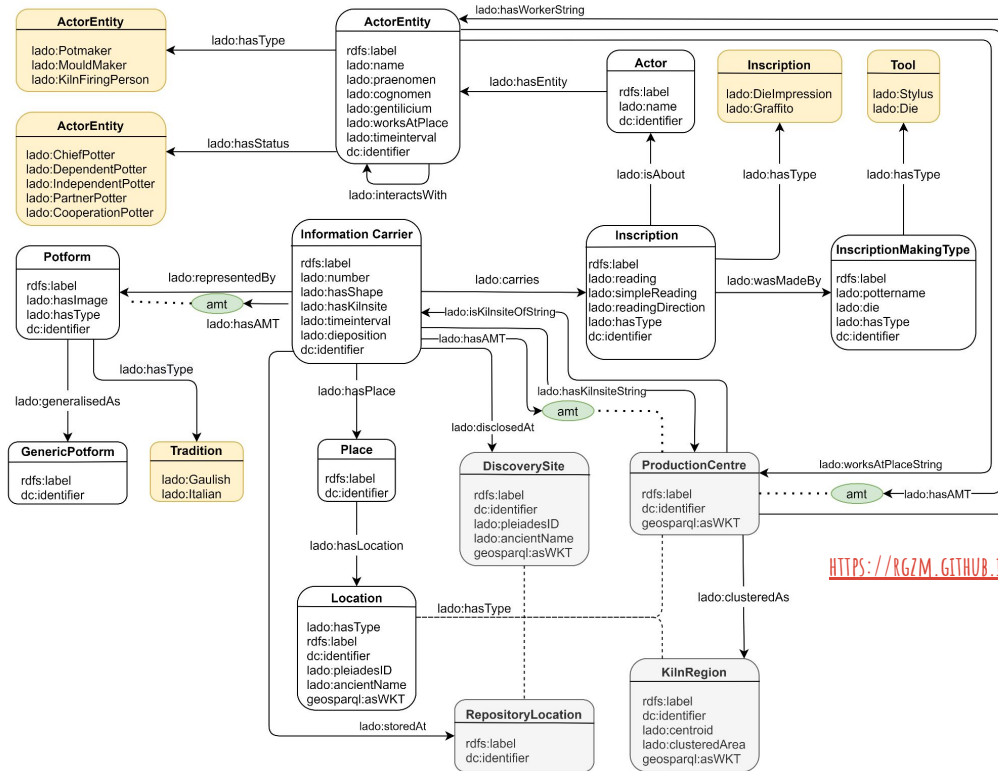 lado:hasWorkerString
ActorEntity
lado:Potmaker
lado:MouldMaker
lado:KilnFiringPerson
lado:hasType
ActorEntity
rdfs:label
lado:name
lado:praenomen
lado:cognomen
lado:gentilicium
lado:worksAtPlace
lado:timeinterval
dc:identifier
lado:hasEntity
Actor
rdfs:label
lado:name
dc:identifier
Inscription
lado:DieImpression
lado:Graffito
Tool
lado:Stylus
lado:Die
ActorEntity
lado:ChiefPotter
lado:DependentPotter
lado:IndependentPotter
lado:PartnerPotter
lado:CooperationPotter
lado:hasStatus
lado:interactsWith
lado:isAbout
lado:hasType
lado:hasType
Potform
rdfs:label
lado:hasImage
lado:hasType
dc:identifier
lado:representedBy
amt
lado:hasAMT
Information Carrier
rdfs:label
lado:number
lado:hasShape
lado:hasKilnsite
lado:timeinterval
lado:dieposition
dc:identifier
lado:carries
lado:isKilnsiteOfString
lado:hasAMT
Inscription
rdfs:label
lado:reading
lado:simpleReading
lado:readingDirection
lado:hasType
dc:identifier
lado:wasMadeBy
InscriptionMakingType
rdfs:label
lado:pottername
lado:die
lado:hasType
dc:identifier
lado:hasType
lado:generalisedAs
lado:hasPlace
lado:hasKilnsiteString
amt
lado:disclosedAt
GenericPotform
rdfs:label
dc:identifier
Tradition
lado:Gaulish
lado:Italian
Place
rdfs:label
dc:identifier
DiscoverySite
rdfs:label
dc:identifier
lado:pleiadesID
lado:ancientName
geosparql:asWKT
ProductionCentre
rdfs:label
dc:identifier
geosparql:asWKT
lado:worksAtPlaceString
amt
lado:hasAMT
lado:hasLocation
HTTPS://RGZM.GITHUB.
Location
lado:hasType
rdfs:label
dc:identifier
lado:pleiadesID
lado:ancientName
geosparql:asWKT
lado:hasType
lado:clusteredAs
KilnRegion
rdfs:label
dc:identifier
lado:centroid
lado:clusteredArea
geosparql:asWKT
lado:storedAt
RepositoryLocation
rdfs:label
dc:identifier